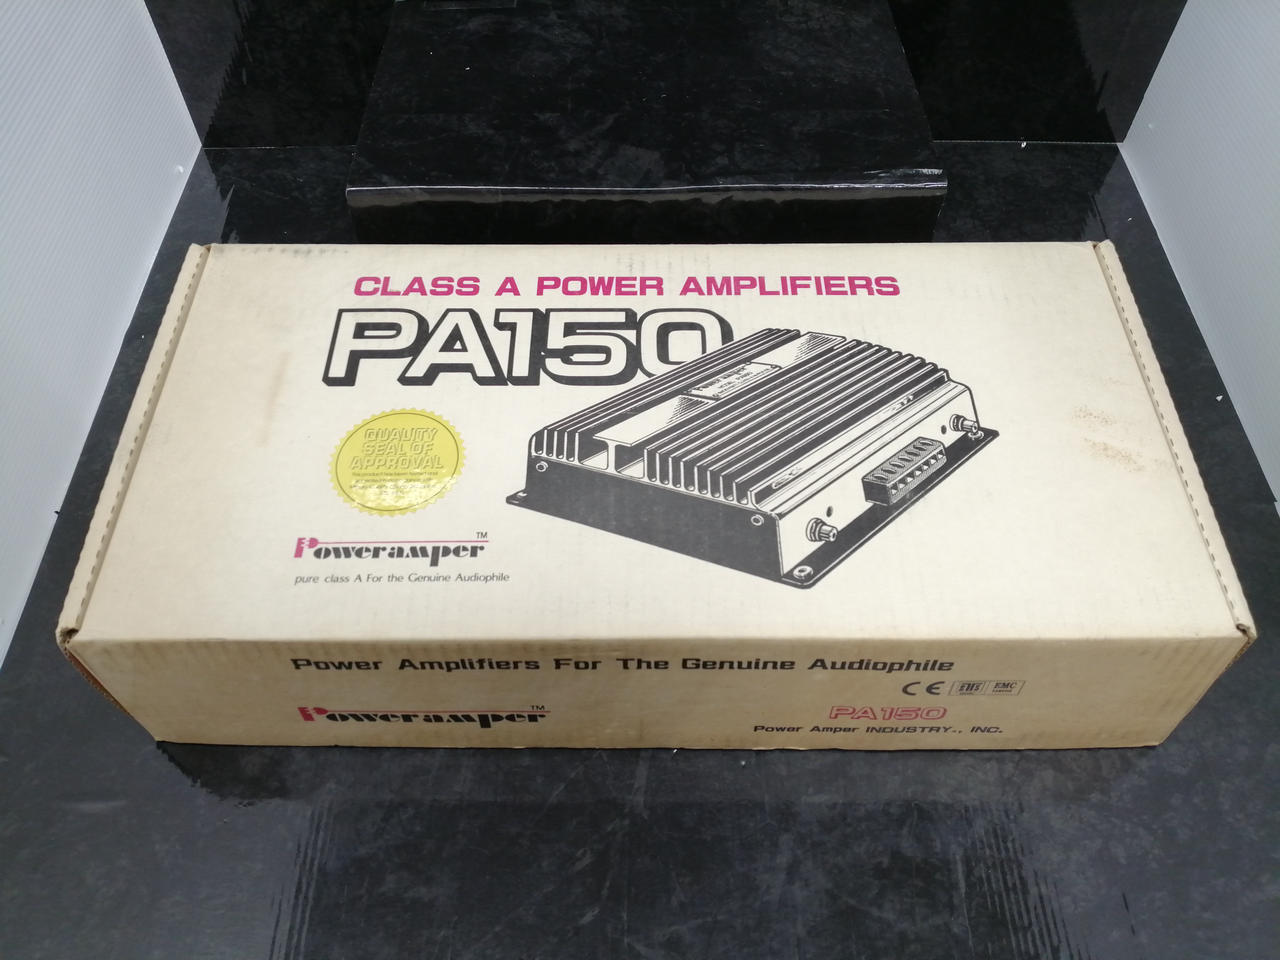 CLASS A POWER AMPLIFIERS
PA150
QUALITY
SEAL OF
APPROVAL
Poweramper™
pure class A For the Genuine Audiophile
Power Amplifiers For The Genuine Audiophile
CE
EMC
Poweramper™
PA150
Power Amper INDUSTRY., INC.